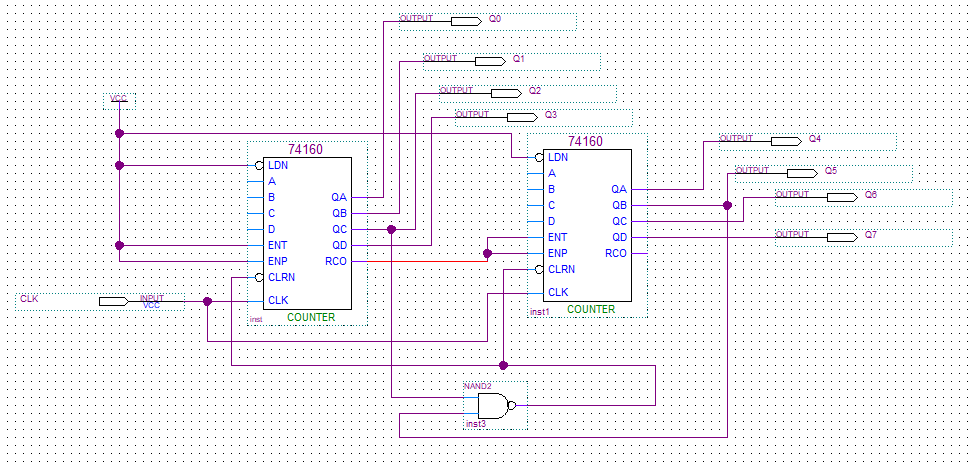 OUTPUT Q0
OUTPUT Q1
VCC
OUTPUT Q2
OUTPUT Q3
74160
LDN
A
B QA
C QB
D QC
ENT QD
ENP RCO
CLRN
CLK
inst COUNTER
74160
LDN
A
B QA
C QB
D QC
ENT QD
ENP RCO
CLRN
CLK
inst1 COUNTER
OUTPUT Q4
OUTPUT Q5
OUTPUT Q6
OUTPUT Q7
CLK INPUT
VCC
NAND2
inst3